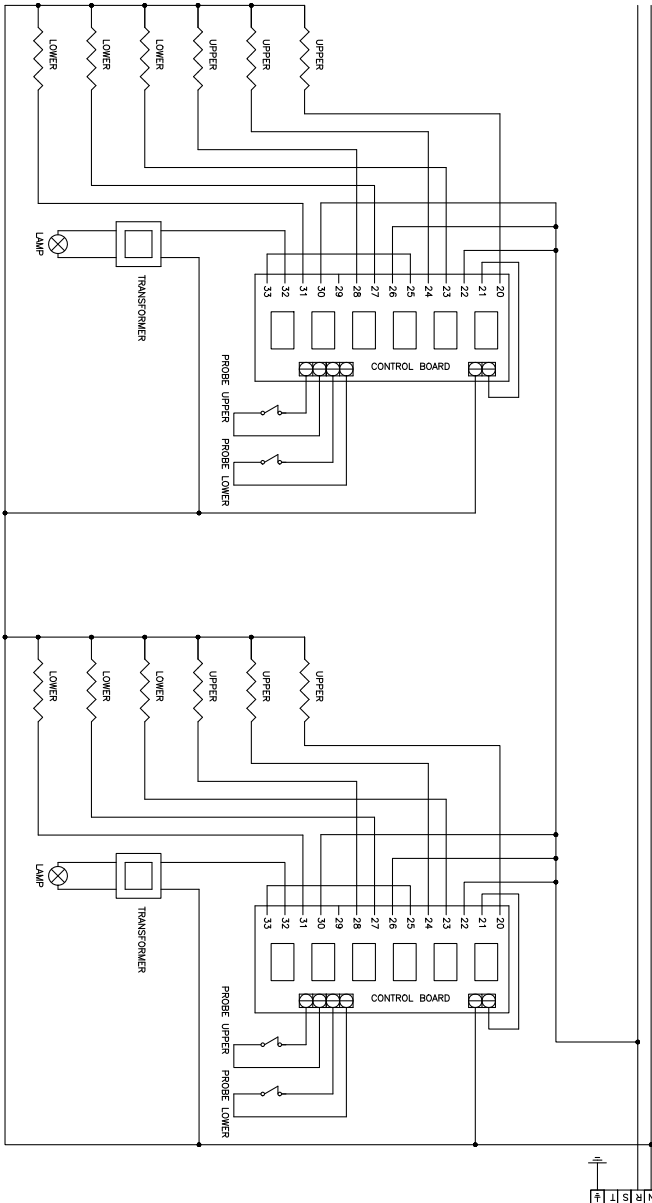 LOWER
LOWER
LOWER
UPPER
UPPER
UPPER
LAMP
TRANSFORMER
33 32 31 30 29 28 27 26 25 24 23 22 21 20
CONTROL BOARD
PROBE UPPER
PROBE LOWER
LOWER
LOWER
LOWER
UPPER
UPPER
UPPER
LAMP
TRANSFORMER
33 32 31 30 29 28 27 26 25 24 23 22 21 20
CONTROL BOARD
PROBE UPPER
PROBE LOWER
T S R N